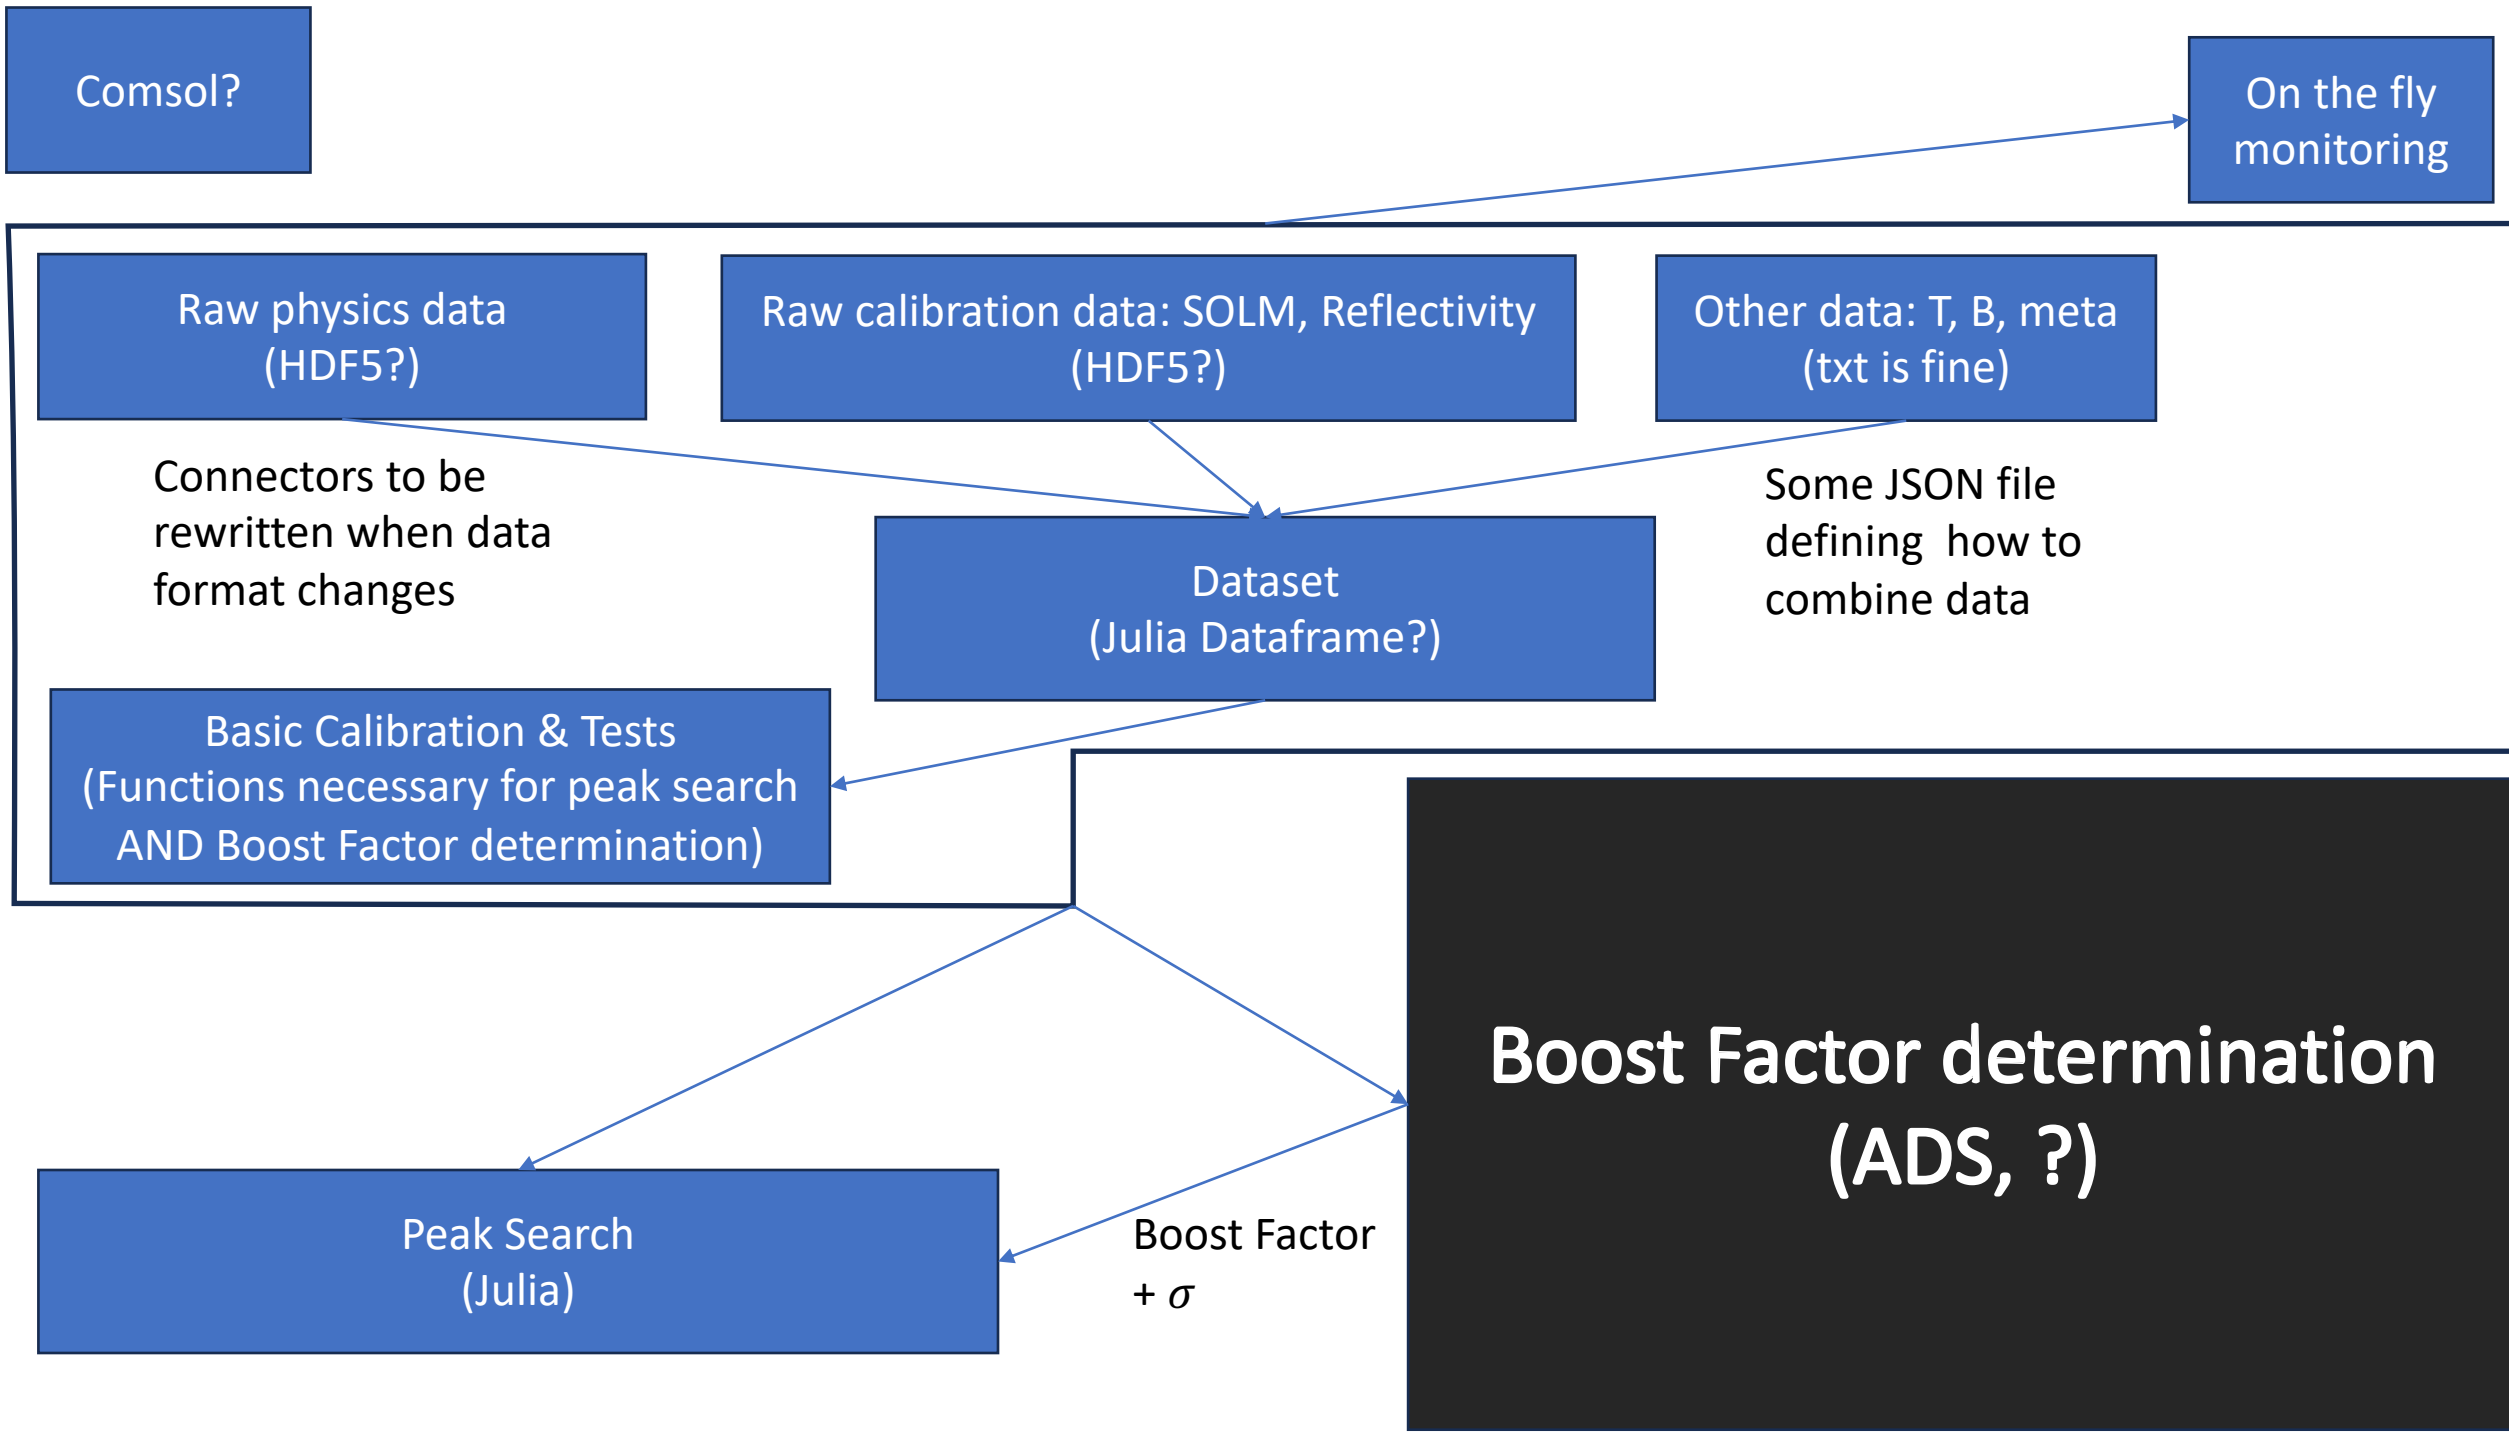 Comsol?
On the fly
monitoring
Raw physics data
(HDF5?)
Raw calibration data: SOLM, Reflectivity
(HDF5?)
Other data: T, B, meta
(txt is fine)
Connectors to be
rewritten when data
format changes
Some JSON file
defining  how to
combine data
Dataset
(Julia Dataframe?)
Basic Calibration & Tests
(Functions necessary for peak search
AND Boost Factor determination)
Boost Factor determination
(ADS, ?)
Peak Search
(Julia)
Boost Factor
+ 𝜎